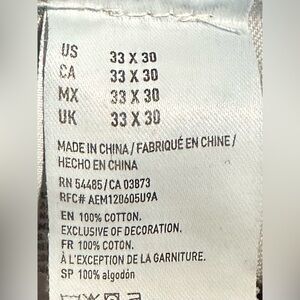 US 33 X 30
CA 33 X 30
MX 33 X 30
UK 33 X 30
MADE IN CHINA / FABRIQUÉ EN CHINE /
HECHO EN CHINA
RN 54485/CA 03873
RFC# AEM120605U9A
EN 100% COTTON.
EXCLUSIVE OF DECORATION.
FR 100% COTON.
À L'EXCEPTION DE LA GARNITURE.
SP 100% algodón